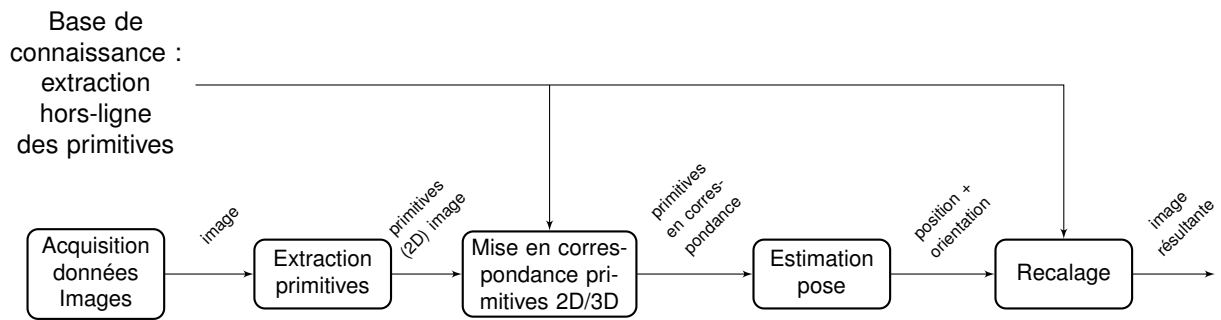 Base de
connaissance :
extraction
hors-ligne
des primitives
image
primitives
(2D) image
primitives
en corres-
pondance
position +
orientation
image
résultante
Acquisition
données
Images
Extraction
primitives
Mise en corres-
pondance pri-
mitives 2D/3D
Estimation
pose
Recalage